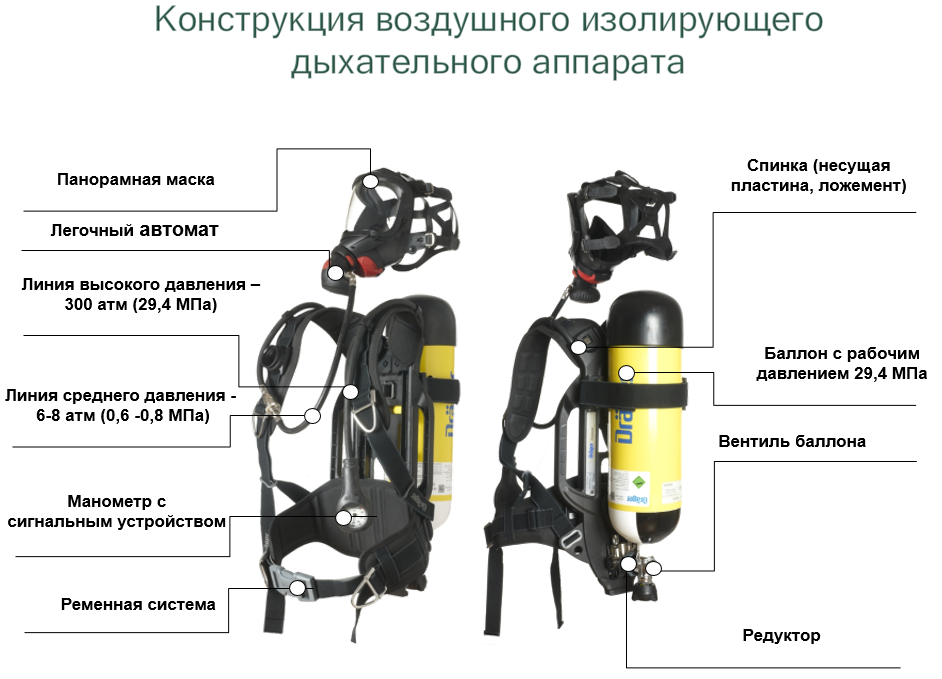 Конструкция воздушного изолирующего
дыхательного аппарата
Панорамная маска
Легочный автомат
Линия высокого давления –
300 атм (29,4 МПа)
Линия среднего давления -
6-8 атм (0,6 -0,8 МПа)
Манометр с
сигнальным устройством
Ременная система
Спинка (несущая
пластина, ложемент)
Баллон с рабочим
давлением 29,4 МПа
Вентиль баллона
Редуктор
Dräger